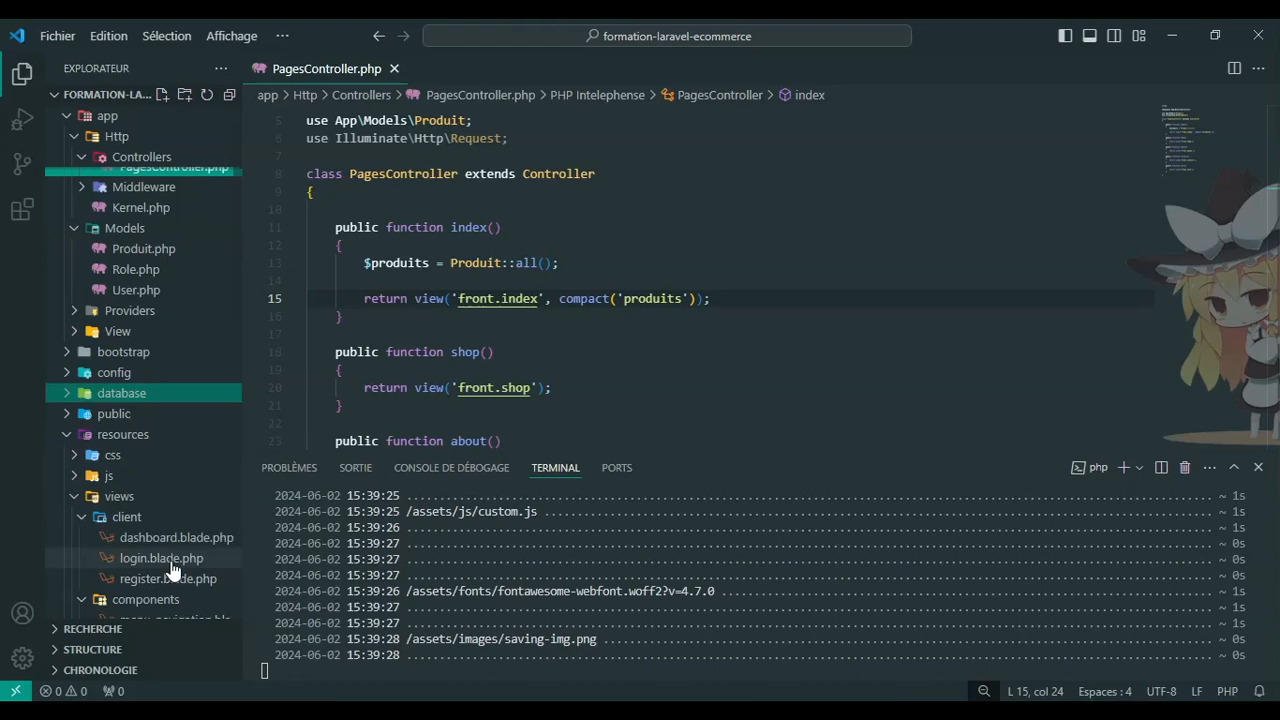 Fichier Edition Sélection Affichage ··· formation-laravel-ecommerce
EXPLORATEUR ··· PagesController.php
FORMATION-LA... app > Http > Controllers > PagesController.php > PHP Intelephense > PagesController > index
app
Http
Controllers
PagesController.php
Middleware
Kernel.php
Models
Produit.php
Role.php
User.php
Providers
View
bootstrap
config
database
public
resources
css
js
views
client
dashboard.blade.php
login.blade.php
register.blade.php
components
RECHERCHE
STRUCTURE
CHRONOLOGIE
5 use App\Models\Produit;
6 use Illuminate\Http\Request;
7
8 class PagesController extends Controller
9 {
10
11 public function index()
12 {
13 $produits = Produit::all();
14
15 return view('front.index', compact('produits'));
16 }
17
18 public function shop()
19 {
20 return view('front.shop');
21 }
22
23 public function about()
PROBLÈMES SORTIE CONSOLE DE DÉBOGAGE TERMINAL PORTS php
2024-06-02 15:39:25 ~ 1s
2024-06-02 15:39:25 /assets/js/custom.js ~ 1s
2024-06-02 15:39:26 ~ 1s
2024-06-02 15:39:27 ~ 0s
2024-06-02 15:39:27 ~ 0s
2024-06-02 15:39:27 ~ 0s
2024-06-02 15:39:26 /assets/fonts/fontawesome-webfont.woff2?v=4.7.0 ~ 1s
2024-06-02 15:39:27 ~ 1s
2024-06-02 15:39:27 ~ 1s
2024-06-02 15:39:28 /assets/images/saving-img.png ~ 0s
2024-06-02 15:39:28 ~ 0s
0 0 0 L 15, col 24 Espaces : 4 UTF-8 LF PHP